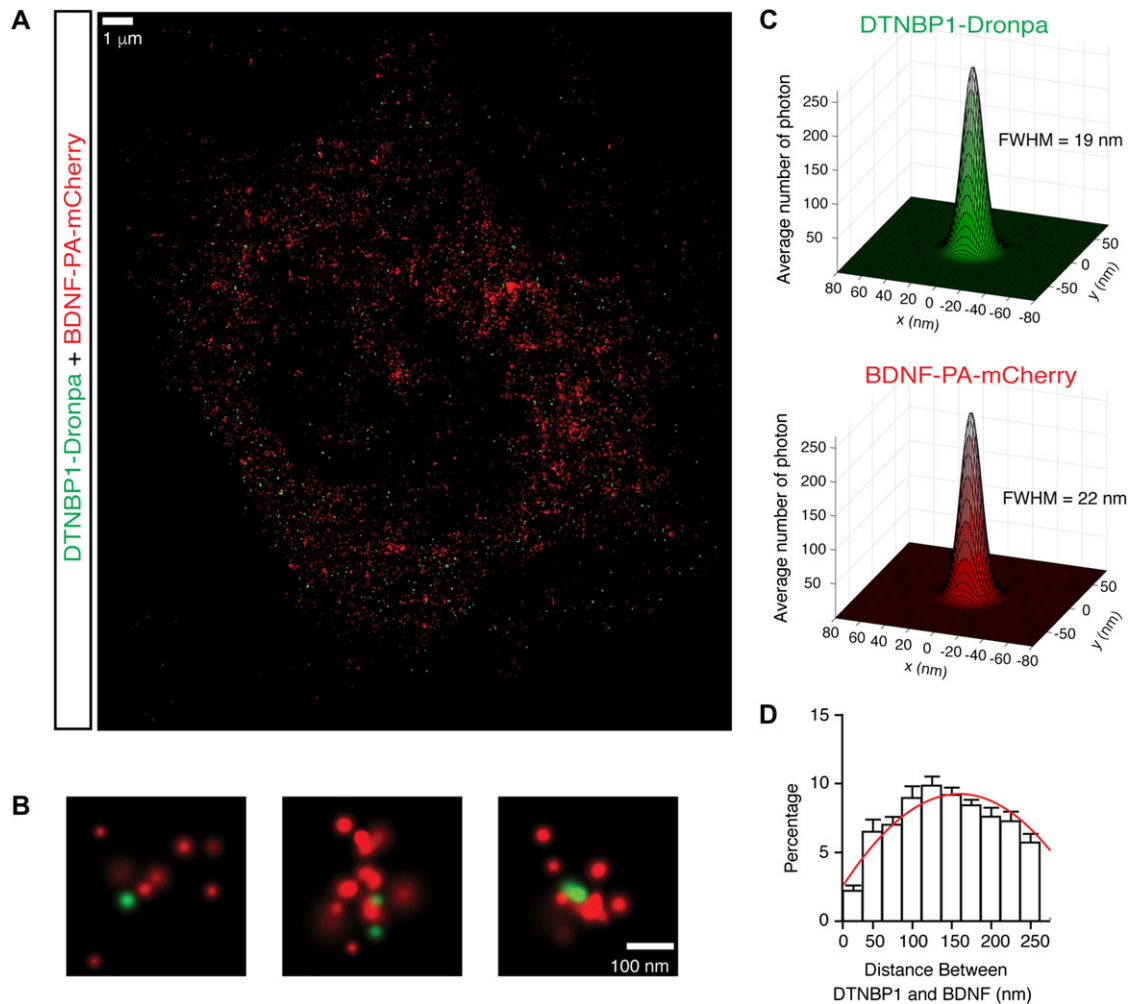 A
1 μm
DTNBP1-Dronpa + BDNF-PA-mCherry
B
100 nm
C
DTNBP1-Dronpa
Average number of photon
250
200
150
100
50
FWHM = 19 nm
80 60 40 20 0 -20 -40 -60 -80
x (nm)
50
0
-50
y (nm)
BDNF-PA-mCherry
Average number of photon
250
200
150
100
50
FWHM = 22 nm
80 60 40 20 0 -20 -40 -60 -80
x (nm)
50
0
-50
y (nm)
D
Percentage
15
10
5
0
0 50 100 150 200 250
Distance Between
DTNBP1 and BDNF (nm)